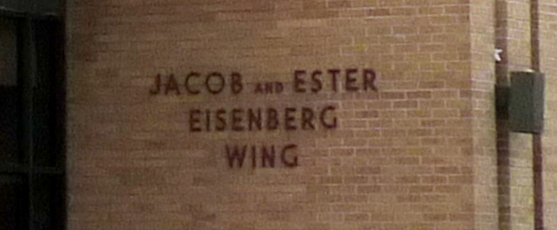 JACOB AND ESTER
EISENBERG
WING